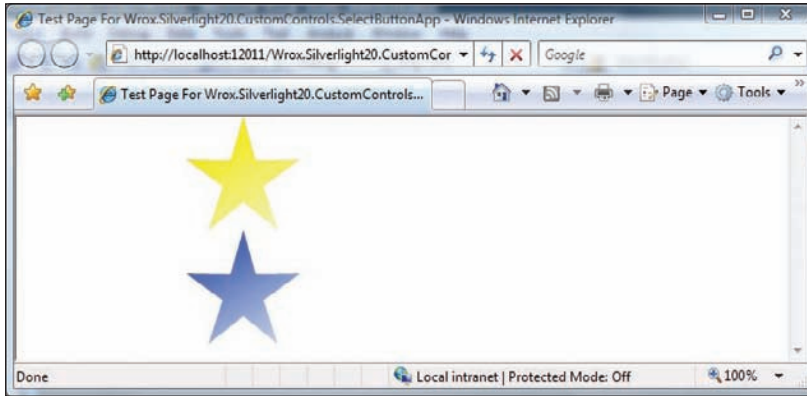 Test Page For Wrox.Silverlight20.CustomControls.SelectButtonApp - Windows Internet Explorer
http://localhost:12011/Wrox.Silverlight20.CustomCor
Google
Test Page For Wrox.Silverlight20.CustomControls...
Page
Tools
Done
Local intranet | Protected Mode: Off
100%